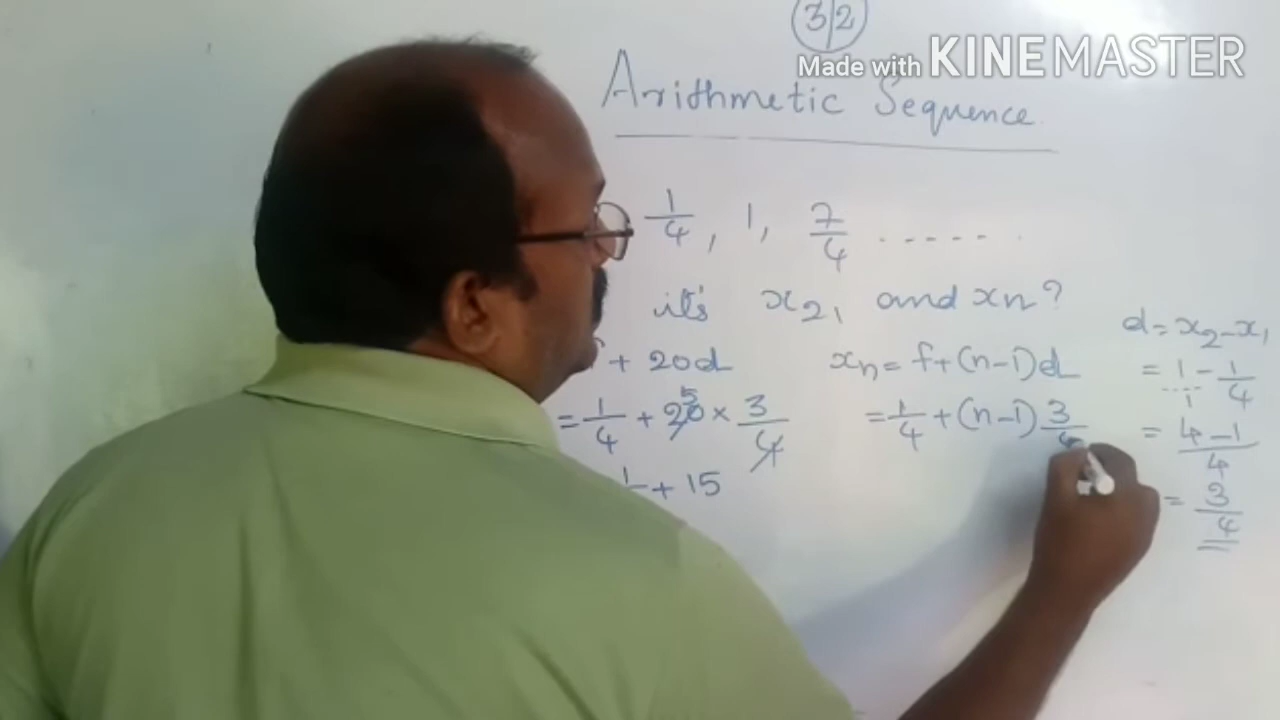 3|2
Made with KINEMASTER
Arithmetic Sequence
1/4, 1, 7/4 ......
it's x21 and xn?
+ 20d
= 1/4 + 20 5 × 3/4
+ 15
xn = f+(n-1)d
= 1/4 + (n-1) 3/4
d = x2-x1
= 1/1 - 1/4
= 4-1/4
= 3/4